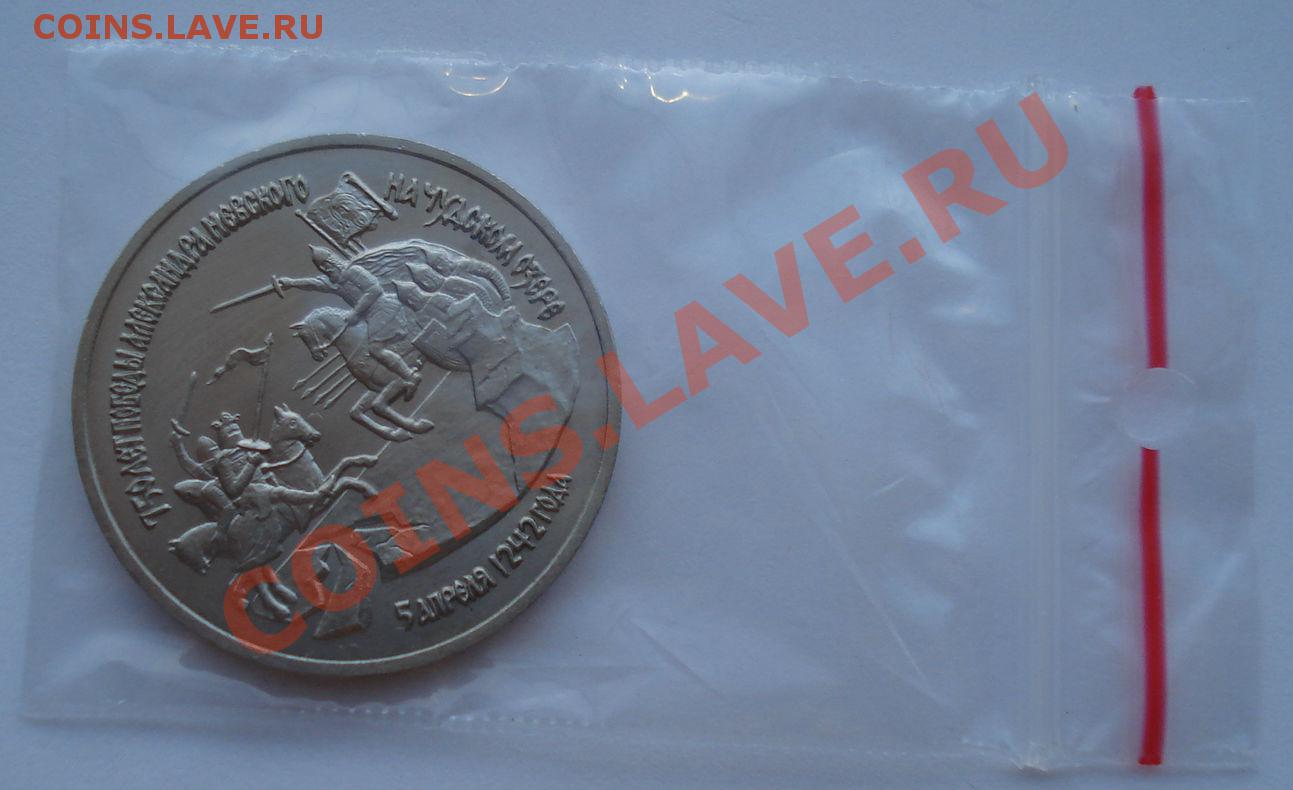 COINS.LAVE.RU
750 ЛЕТ ПОБЕДЫ АЛЕКСАНДРА НЕВСКОГО НА ЧУДСКОМ ОЗЕРЕ
5 АПРЕЛЯ 1242 ГОДА
COINS.LAVE.RU